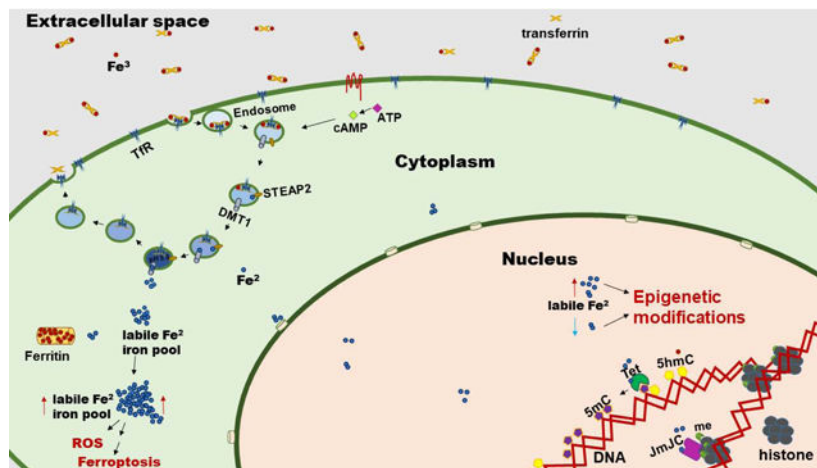 Extracellular space
transferrin
Fe³
Endosome
TfR
cAMP
ATP
Cytoplasm
STEAP2
DMT1
Fe²
Nucleus
labile Fe²
Epigenetic
modifications
Ferritin
labile Fe²
iron pool
labile Fe²
iron pool
ROS
Ferroptosis
Tet
5hmC
5mC
DNA
JmJC
me
histone